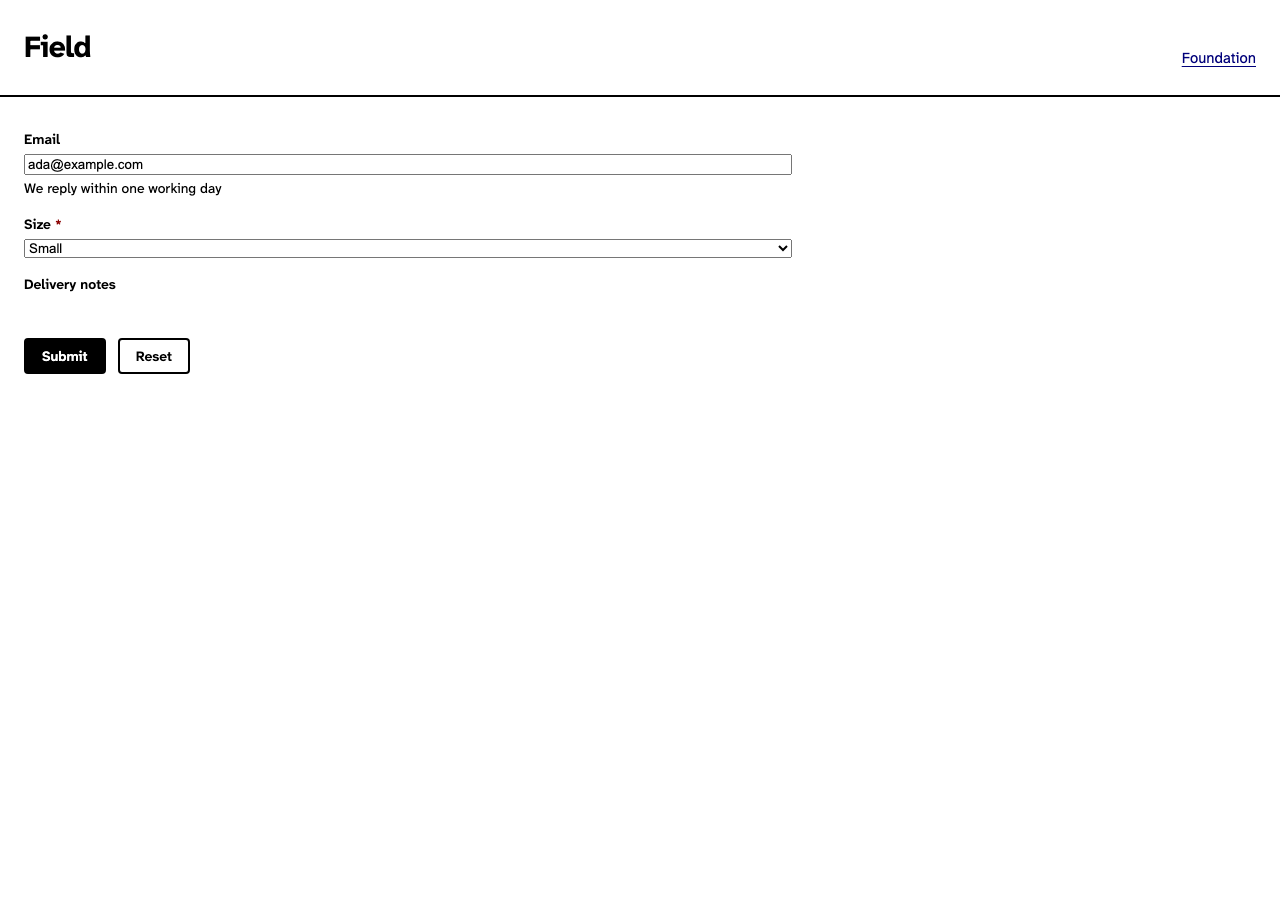 Field
Foundation
Email
ada@example.com
We reply within one working day
Size *
Small
Delivery notes
Submit
Reset